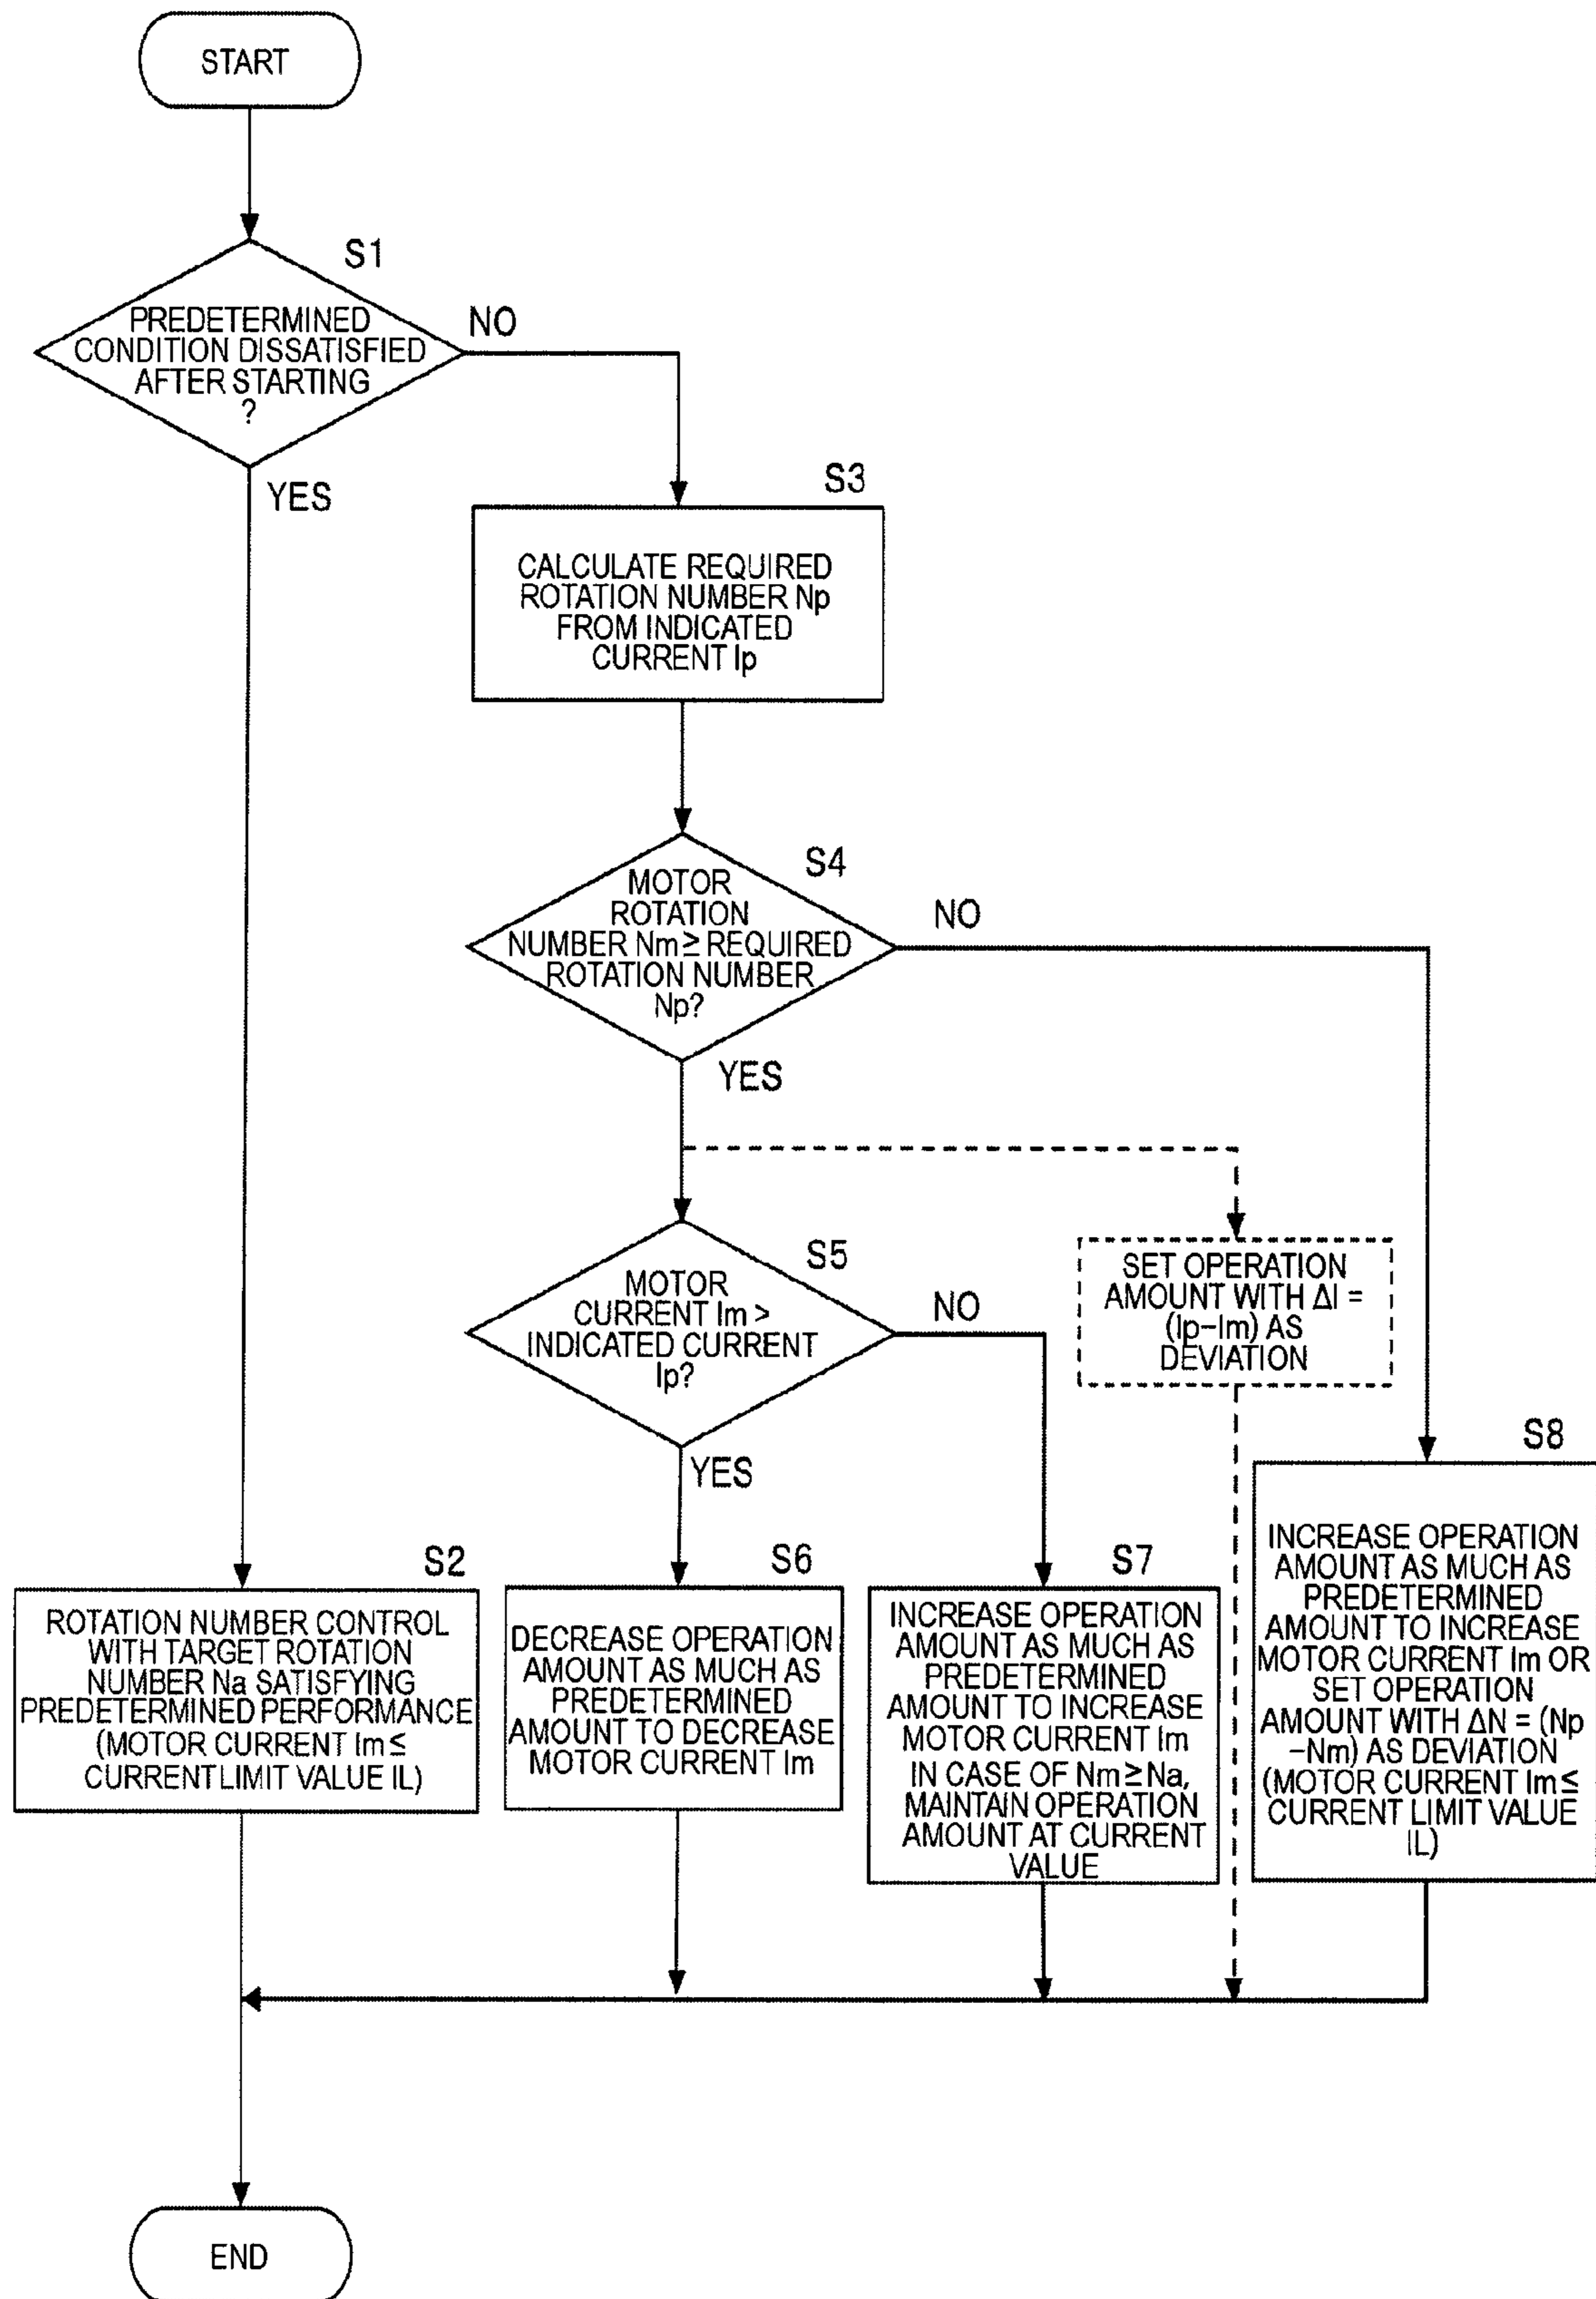 START
S1
PREDETERMINED
CONDITION DISSATISFIED
AFTER STARTING
?
NO
YES
S3
CALCULATE REQUIRED
ROTATION NUMBER Np
FROM INDICATED
CURRENT Ip
S4
MOTOR
ROTATION
NUMBER Nm≥REQUIRED
ROTATION NUMBER
Np?
NO
YES
S5
MOTOR
CURRENT Im >
INDICATED CURRENT
Ip?
NO
YES
SET OPERATION
AMOUNT WITH ΔI =
(Ip−Im) AS
DEVIATION
S2
ROTATION NUMBER CONTROL
WITH TARGET ROTATION
NUMBER Na SATISFYING
PREDETERMINED PERFORMANCE
(MOTOR CURRENT Im≤
CURRENT LIMIT VALUE IL)
S6
DECREASE OPERATION
AMOUNT AS MUCH AS
PREDETERMINED
AMOUNT TO DECREASE
MOTOR CURRENT Im
S7
INCREASE OPERATION
AMOUNT AS MUCH AS
PREDETERMINED
AMOUNT TO INCREASE
MOTOR CURRENT Im
IN CASE OF Nm≥Na,
MAINTAIN OPERATION
AMOUNT AT CURRENT
VALUE
S8
INCREASE OPERATION
AMOUNT AS MUCH AS
PREDETERMINED
AMOUNT TO INCREASE
MOTOR CURRENT Im OR
SET OPERATION
AMOUNT WITH ΔN = (Np
−Nm) AS DEVIATION
(MOTOR CURRENT Im≤
CURRENT LIMIT VALUE
IL)
END